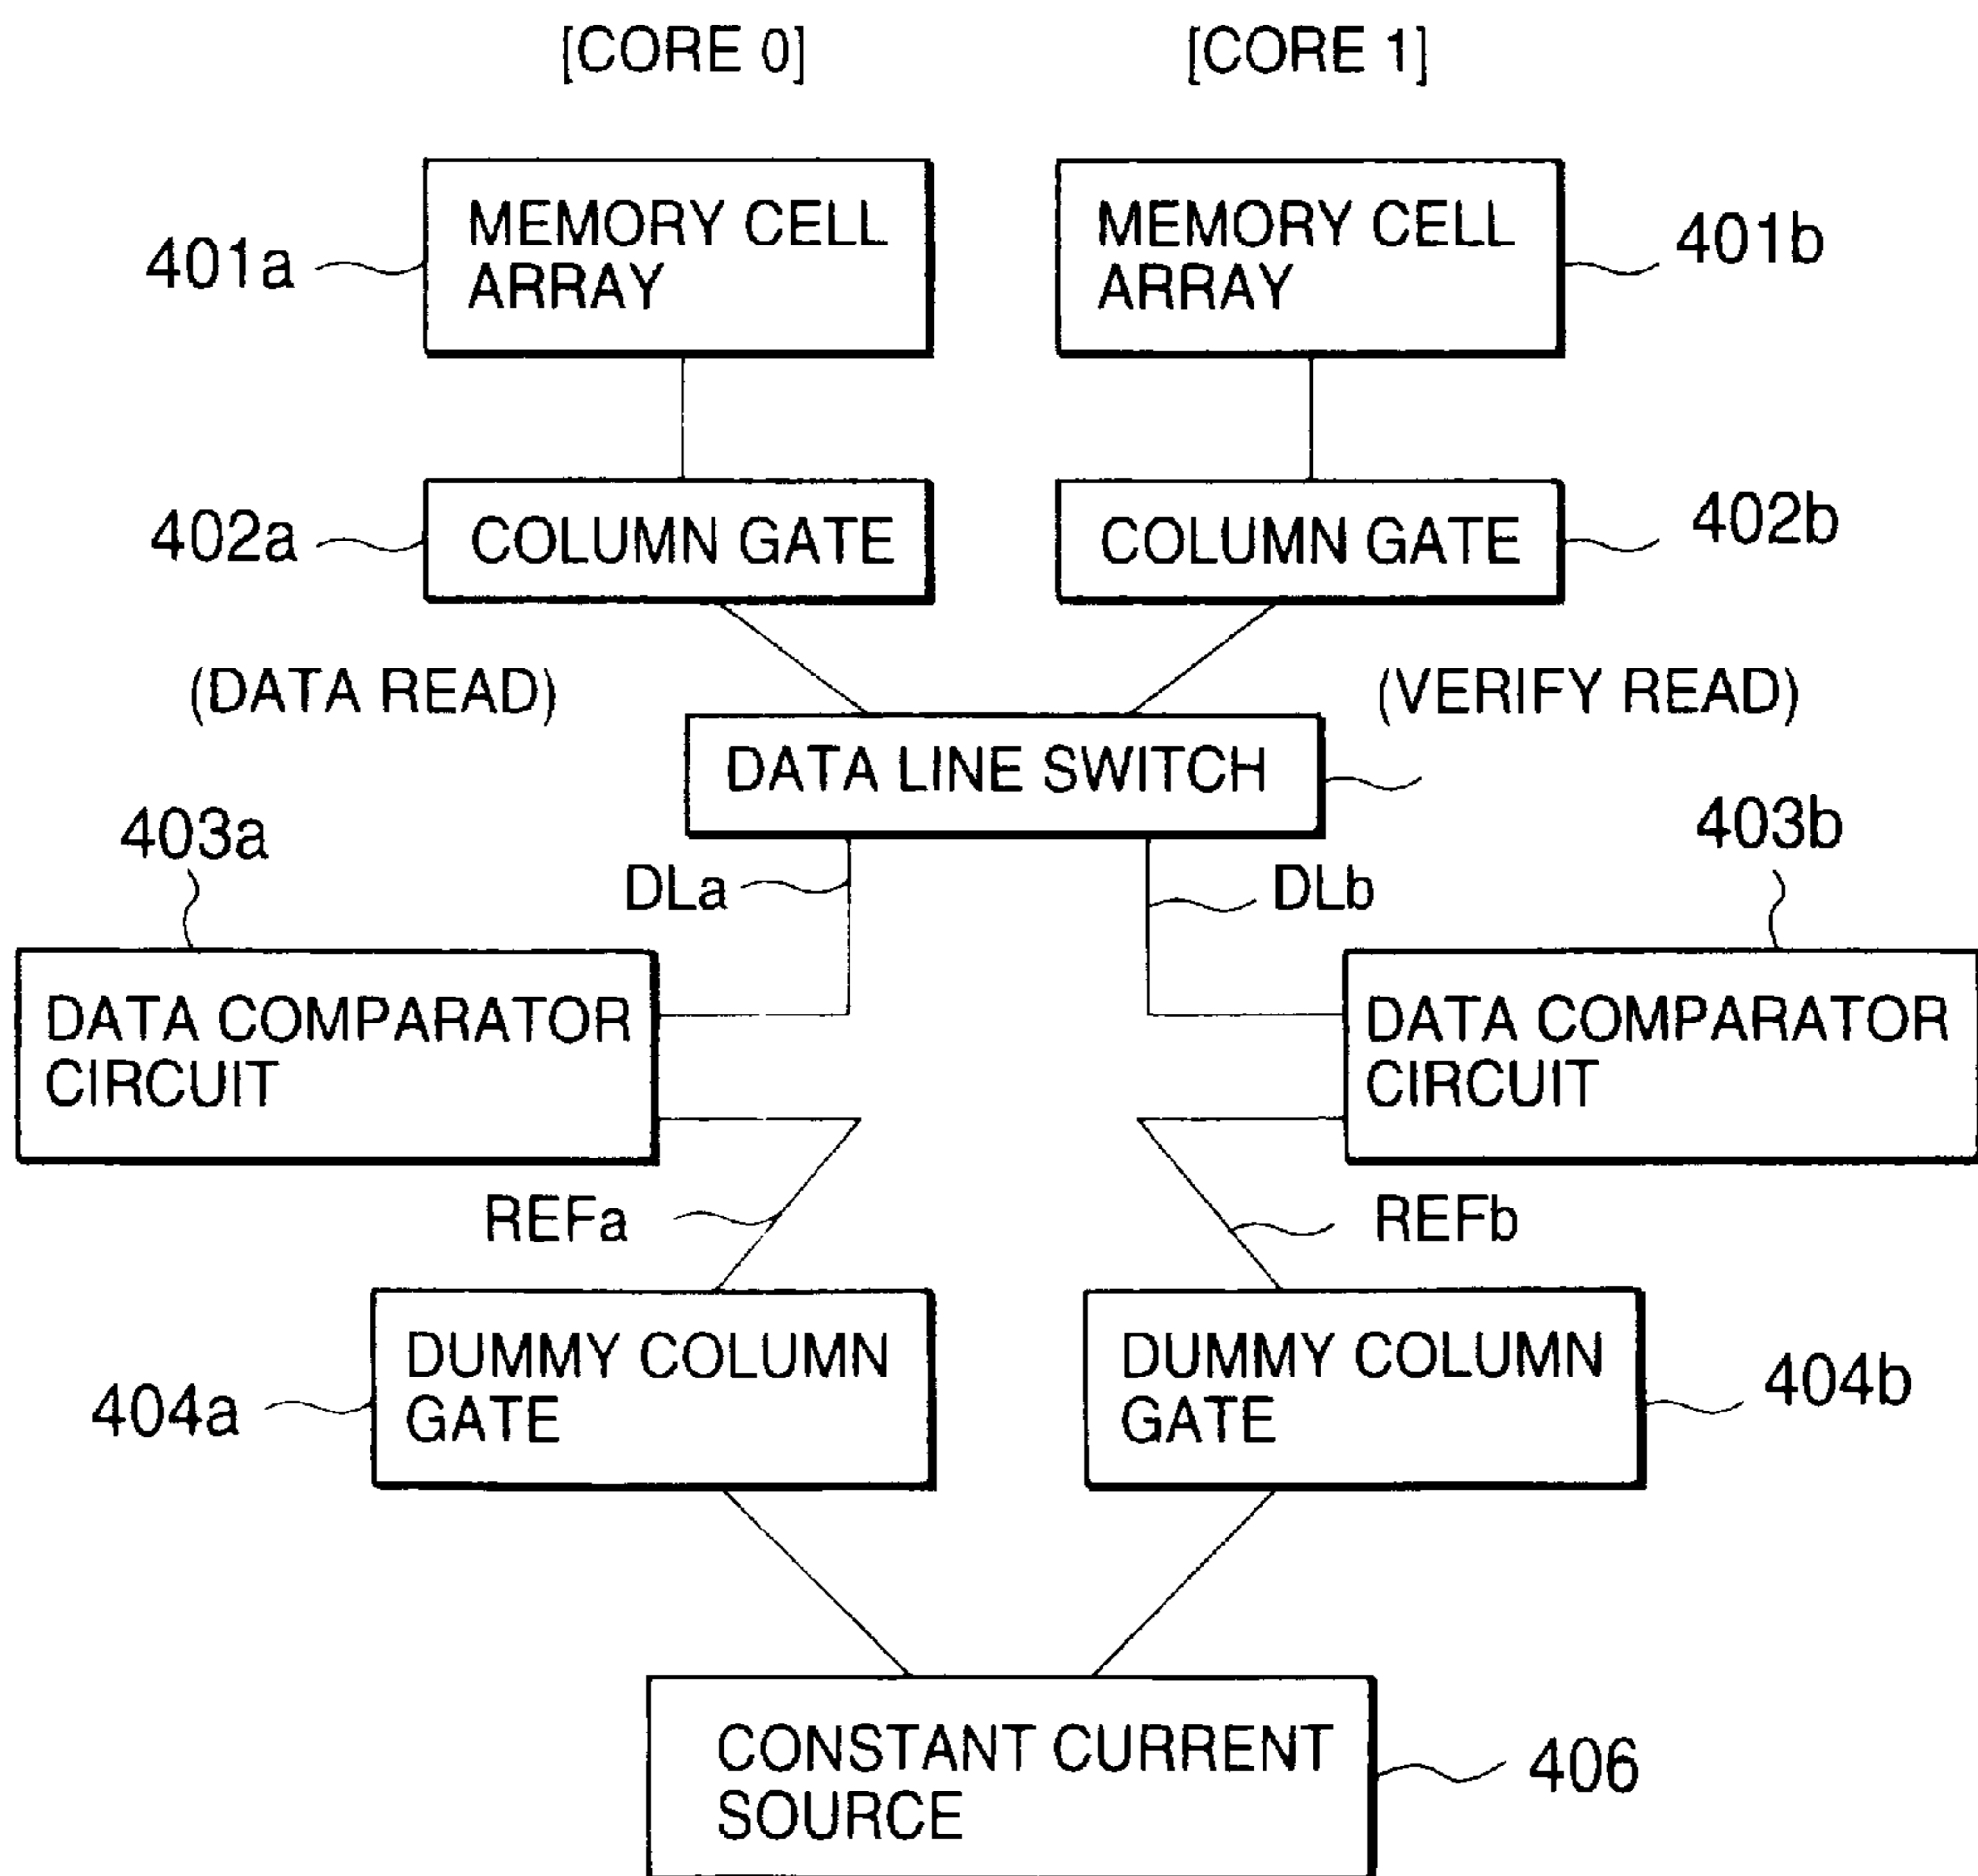 [CORE 0]
[CORE 1]
MEMORY CELL
ARRAY
401a
MEMORY CELL
ARRAY
401b
402a
COLUMN GATE
COLUMN GATE
402b
(DATA READ)
(VERIFY READ)
DATA LINE SWITCH
403a
403b
DLa
DLb
DATA COMPARATOR
CIRCUIT
DATA COMPARATOR
CIRCUIT
REFa
REFb
DUMMY COLUMN
GATE
404a
DUMMY COLUMN
GATE
404b
CONSTANT CURRENT
SOURCE
406